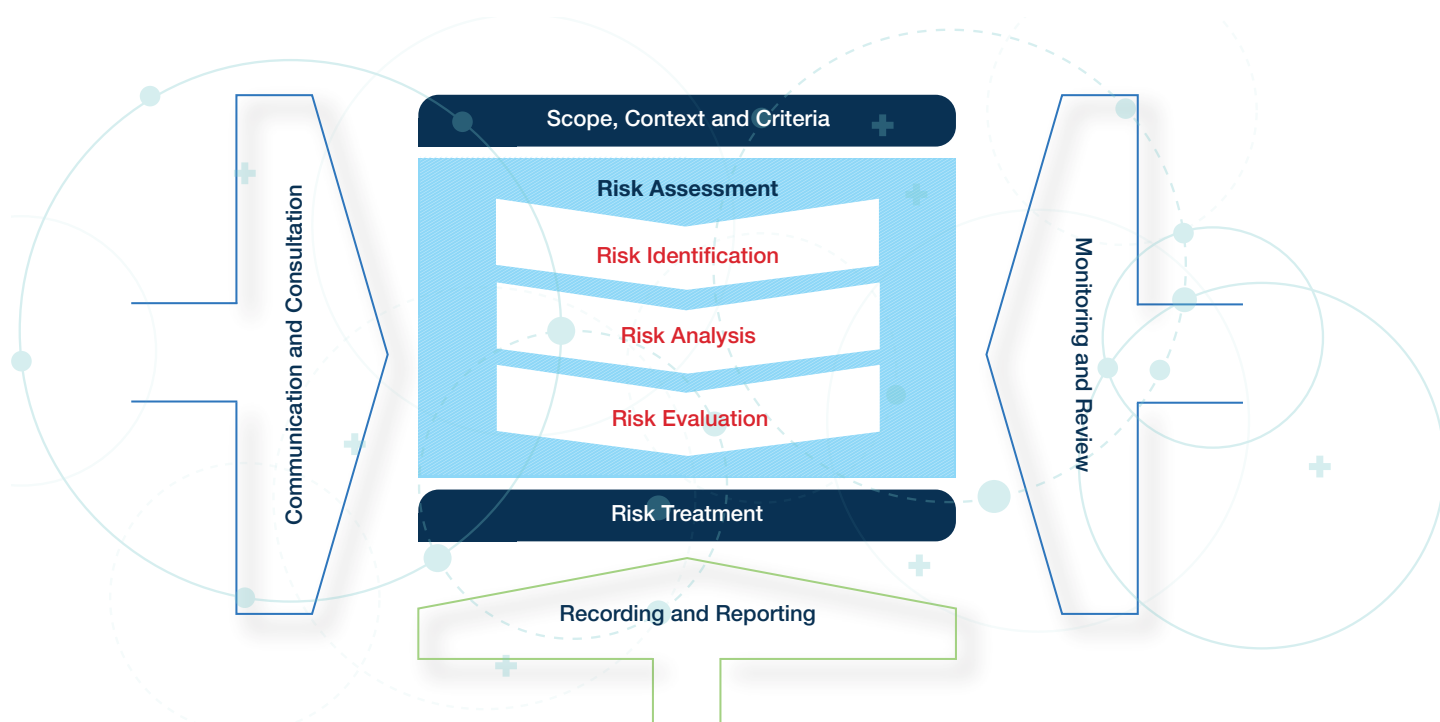 Scope, Context and Criteria
Risk Assessment
Risk Identification
Risk Analysis
Risk Evaluation
Risk Treatment
Communication and Consultation
Monitoring and Review
Recording and Reporting